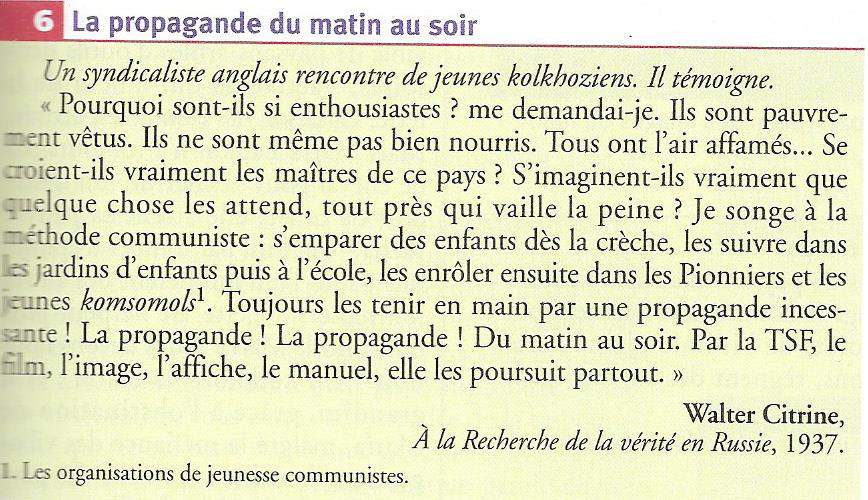 6 La propagande du matin au soir
Un syndicaliste anglais rencontre de jeunes kolkhoziens. Il témoigne.
« Pourquoi sont-ils si enthousiastes ? me demandai-je. Ils sont pauvre-
ment vêtus. Ils ne sont même pas bien nourris. Tous ont l'air affamés... Se
croient-ils vraiment les maîtres de ce pays ? S'imaginent-ils vraiment que
quelque chose les attend, tout près qui vaille la peine ? Je songe à la
méthode communiste : s'emparer des enfants dès la crèche, les suivre dans
les jardins d'enfants puis à l'école, les enrôler ensuite dans les Pionniers et les
jeunes komsomols¹. Toujours les tenir en main par une propagande inces-
sante ! La propagande ! La propagande ! Du matin au soir. Par la TSF, le
film, l'image, l'affiche, le manuel, elle les poursuit partout. »
Walter Citrine,
À la Recherche de la vérité en Russie, 1937.
1. Les organisations de jeunesse communistes.